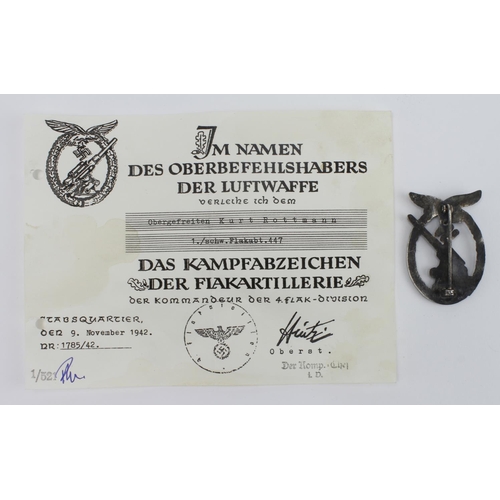 IM NAMEN
DES OBERBEFEHLSHABERS
DER LUFTWAFFE
VERLEIHE ICH DEM
Obergefreiten Kurt Rottmann
1./schw.Flakabt.447
DAS KAMPFABZEICHEN
DER FLAKARTILLERIE
DER KOMMANDEUR DER 4. FLAK-DIVISION
STABSQUARTIER,
DEN 9. November 1942.
NR: 1785/42.
Oberst.
Der Komp.-Chef